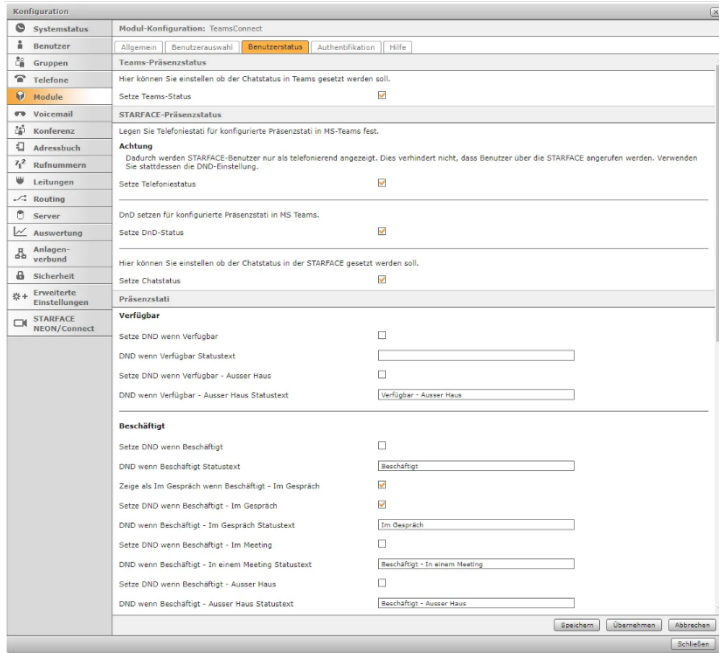 Konfiguration
Systemstatus
Benutzer
Gruppen
Telefone
Module
Voicemail
Konferenz
Adressbuch
Rufnummern
Leitungen
Routing
Server
Auswertung
Anlagen-
verbund
Sicherheit
Erweiterte
Einstellungen
STARFACE
NEON/Connect
Modul-Konfiguration: TeamsConnect
Allgemein Benutzerauswahl Benutzerstatus Authentifikation Hilfe
Teams-Präsenzstatus
Hier können Sie einstellen ob der Chatstatus in Teams gesetzt werden soll.
Setze Teams-Status
STARFACE-Präsenzstatus
Legen Sie Telefoniestati für konfigurierte Präsenzstati in MS-Teams fest.
Achtung
Dadurch werden STARFACE-Benutzer nur als telefonierend angezeigt. Dies verhindert nicht, dass Benutzer über die STARFACE angerufen werden. Verwenden
Sie stattdessen die DND-Einstellung.
Setze Telefoniestatus
DnD setzen für konfigurierte Präsenzstati in MS Teams.
Setze DnD-Status
Hier können Sie einstellen ob der Chatstatus in der STARFACE gesetzt werden soll.
Setze Chatstatus
Präsenzstati
Verfügbar
Setze DND wenn Verfügbar
DND wenn Verfügbar Statustext
Setze DND wenn Verfügbar - Ausser Haus
DND wenn Verfügbar - Ausser Haus Statustext Verfügbar - Ausser Haus
Beschäftigt
Setze DND wenn Beschäftigt
DND wenn Beschäftigt Statustext Beschäftigt
Zeige als Im Gespräch wenn Beschäftigt - Im Gespräch
Setze DND wenn Beschäftigt - Im Gespräch
DND wenn Beschäftigt - Im Gespräch Statustext Im Gespräch
Setze DND wenn Beschäftigt - Im Meeting
DND wenn Beschäftigt - In einem Meeting Statustext Beschäftigt - In einem Meeting
Setze DND wenn Beschäftigt - Ausser Haus
DND wenn Beschäftigt - Ausser Haus Statustext Beschäftigt - Ausser Haus
Speichern Übernehmen Abbrechen
Schließen